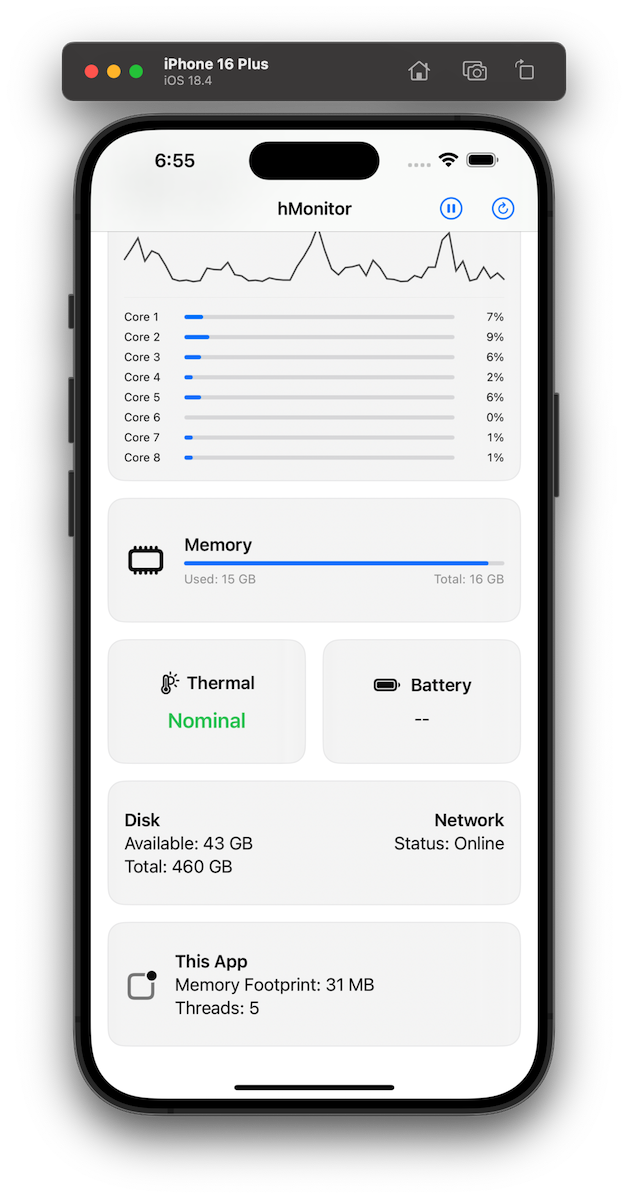 iPhone 16 Plus
iOS 18.4
6:55
hMonitor
Core 1 7%
Core 2 9%
Core 3 6%
Core 4 2%
Core 5 6%
Core 6 0%
Core 7 1%
Core 8 1%
Memory
Used: 15 GB Total: 16 GB
Thermal
Nominal
Battery
--
Disk Network
Available: 43 GB Status: Online
Total: 460 GB
This App
Memory Footprint: 31 MB
Threads: 5